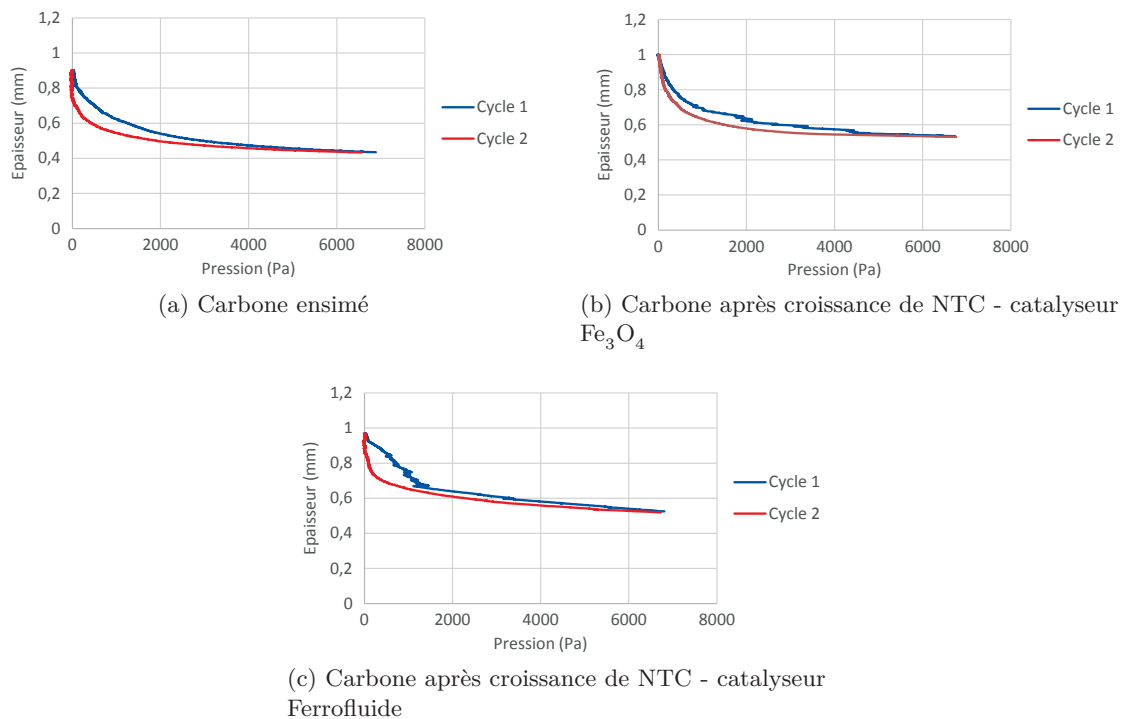 1,2
1
0,8
0,6
0,4
0,2
0
Epaisseur (mm)
0 2000 4000 6000 8000
Pression (Pa)
Cycle 1
Cycle 2
(a) Carbone ensimé
1,2
1
0,8
0,6
0,4
0,2
0
Epaisseur (mm)
0 2000 4000 6000 8000
Pression (Pa)
Cycle 1
Cycle 2
(b) Carbone après croissance de NTC - catalyseur
Fe₃O₄
1,2
1
0,8
0,6
0,4
0,2
0
Epaisseur (mm)
0 2000 4000 6000 8000
Pression (Pa)
Cycle 1
Cycle 2
(c) Carbone après croissance de NTC - catalyseur
Ferrofluide